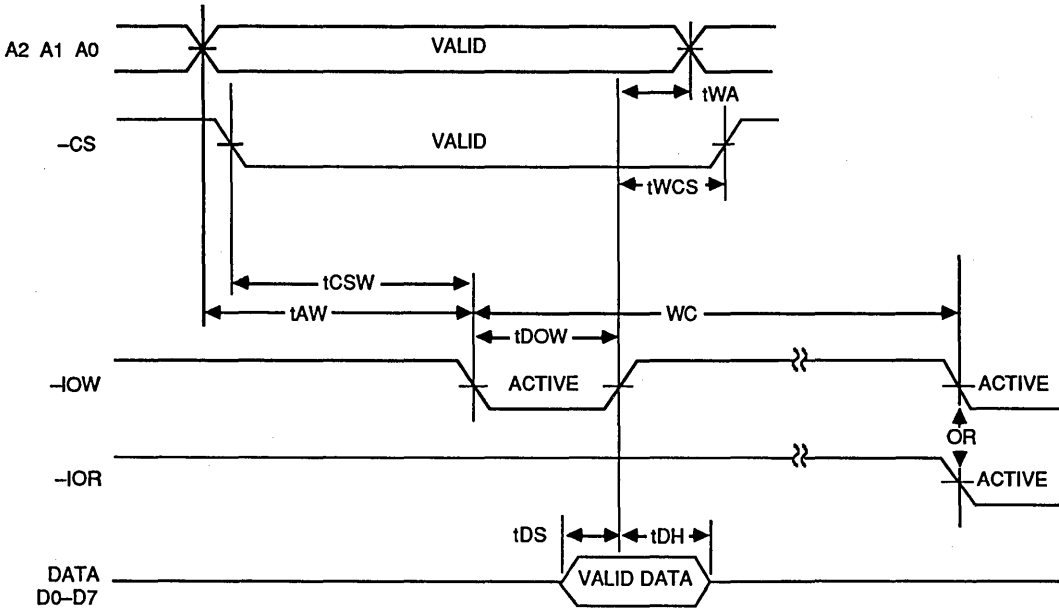 A2 A1 A0
VALID
tWA
–CS
VALID
tWCS
tCSW
tAW
WC
tDOW
–IOW
ACTIVE
ACTIVE
OR
–IOR
ACTIVE
tDS
tDH
DATA
D0–D7
VALID DATA